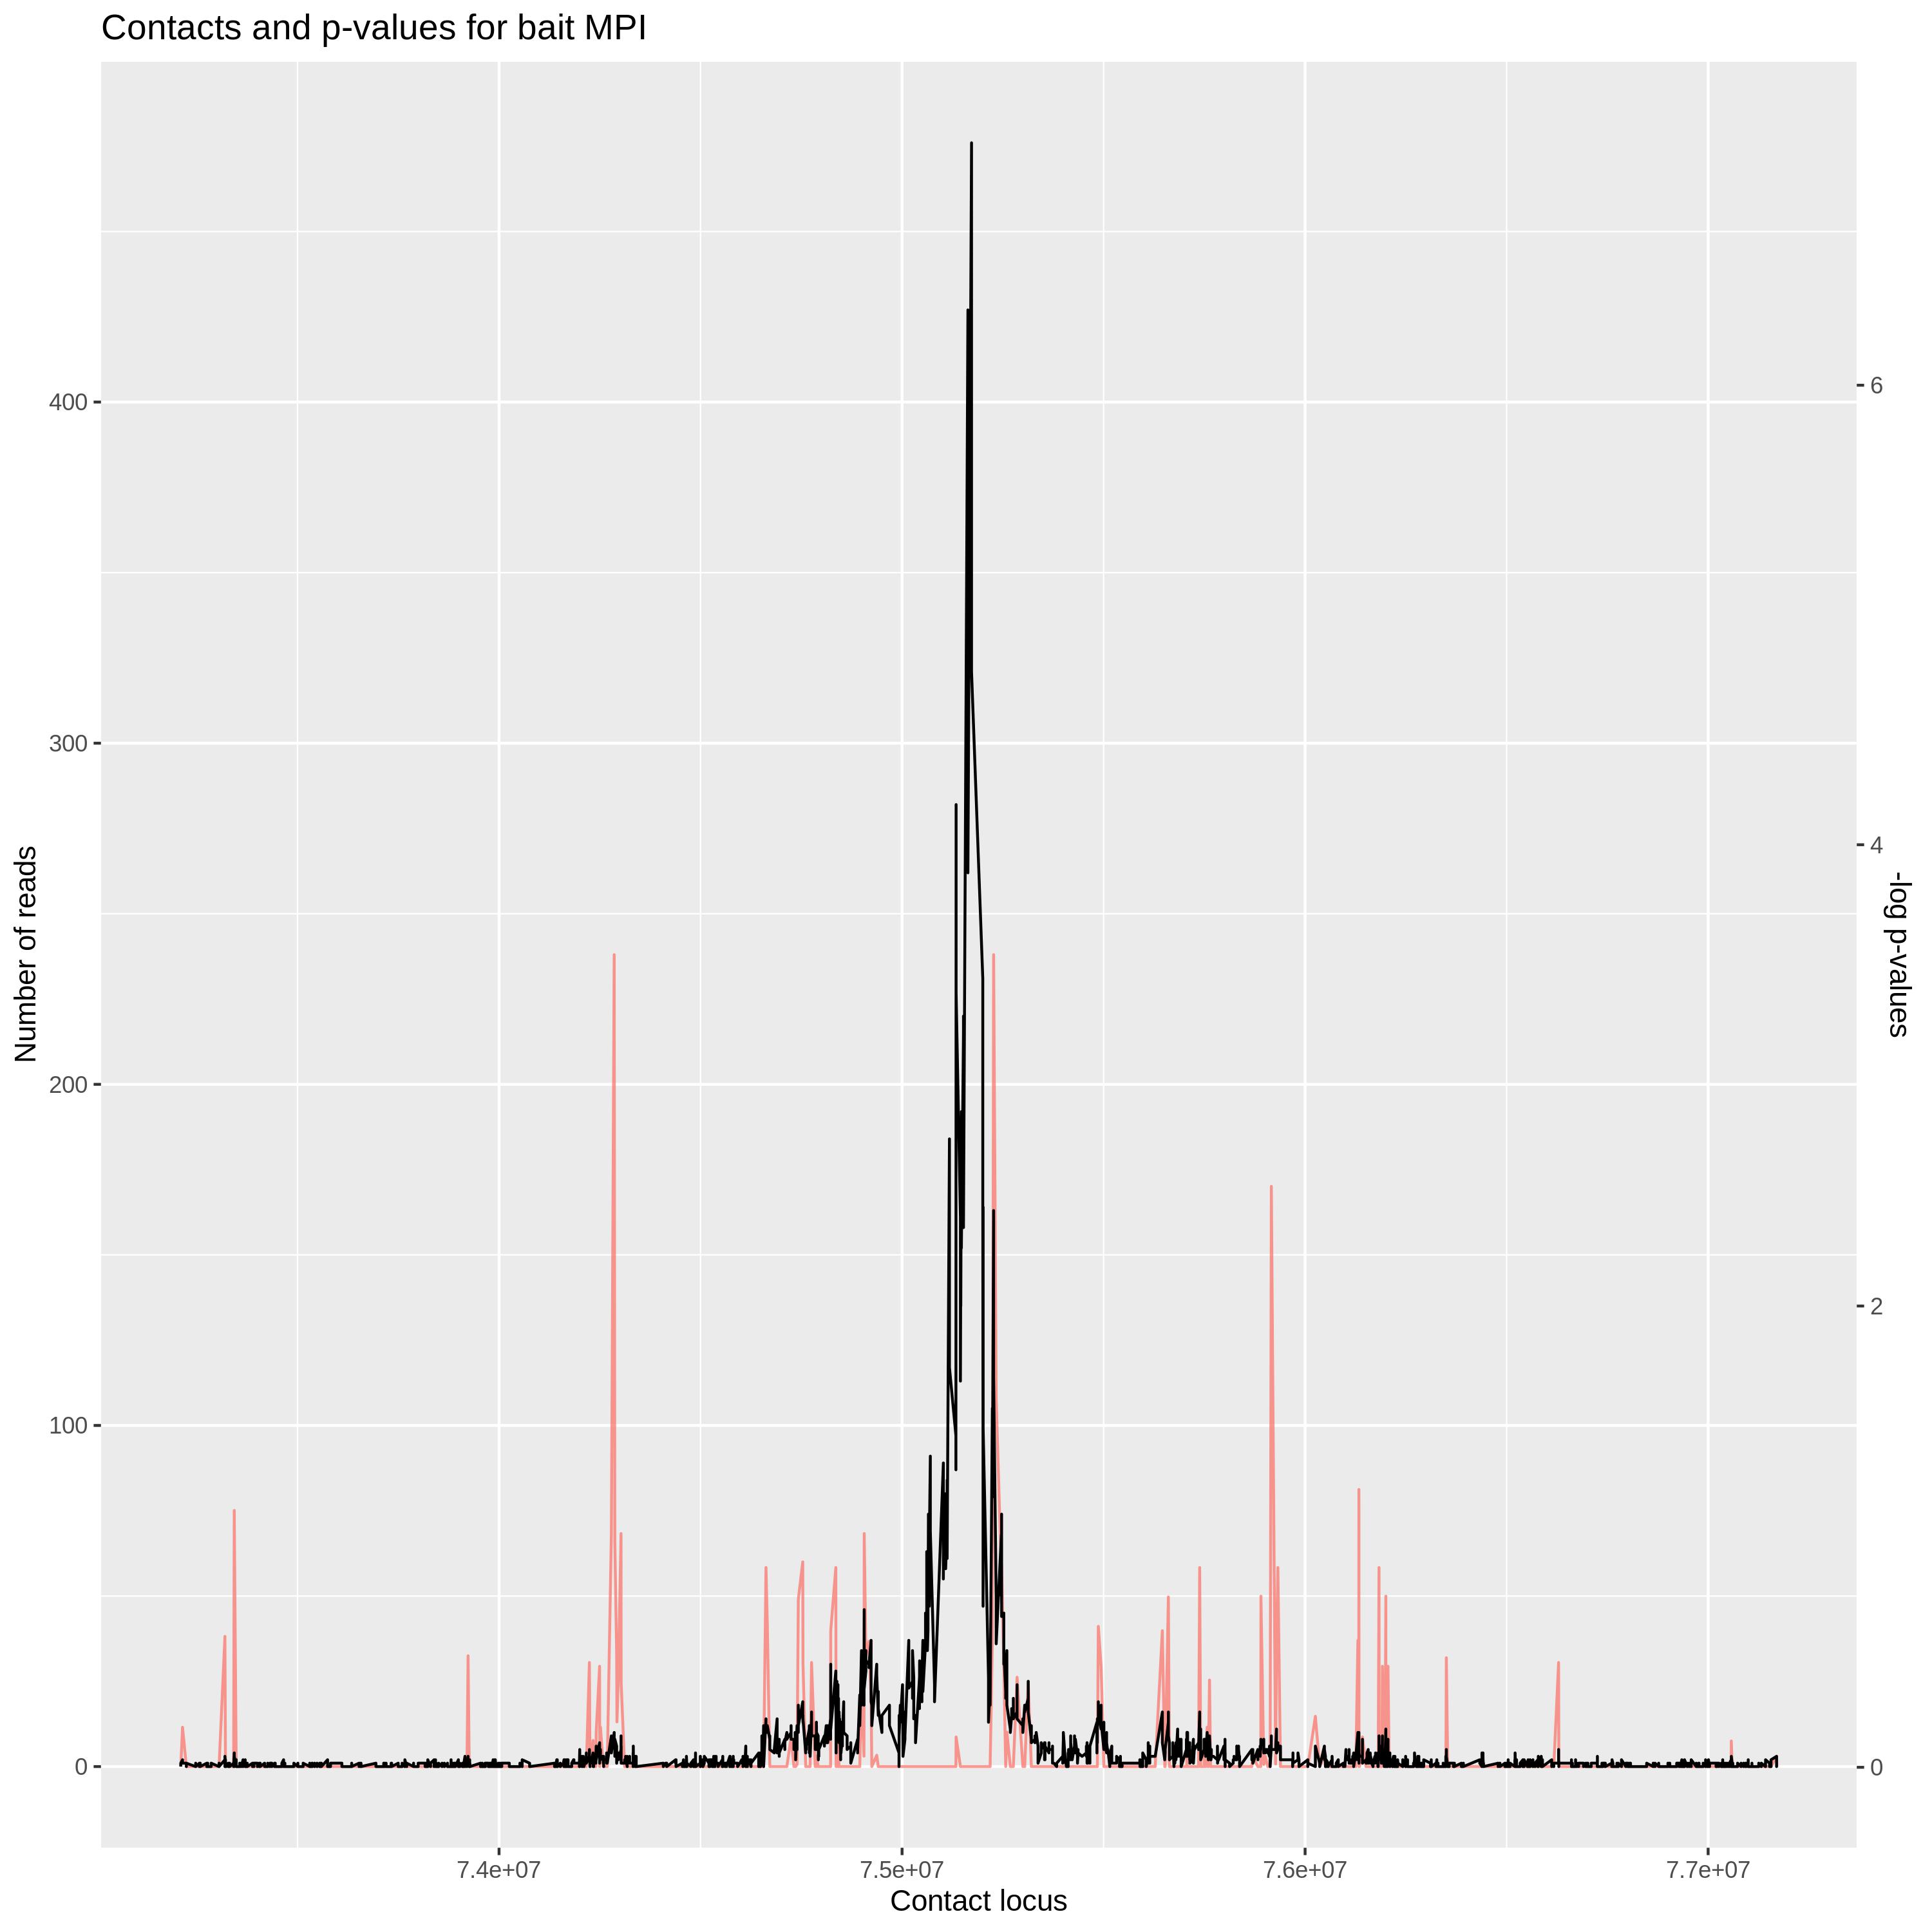 Contacts and p-values for bait MPI
Number of reads
400
300
200
100
0
6
4
2
0
-log p-values
7.4e+07 7.5e+07 7.6e+07 7.7e+07
Contact locus